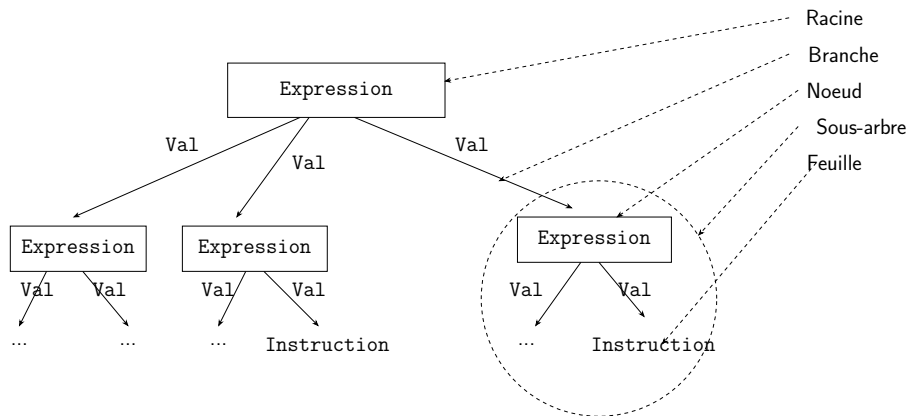 Racine
Branche
Expression
Noeud
Sous-arbre
Val
Val
Val
Feuille
Expression
Expression
Expression
Val
Val
Val
Val
Val
Val
...
...
...
Instruction
...
Instruction